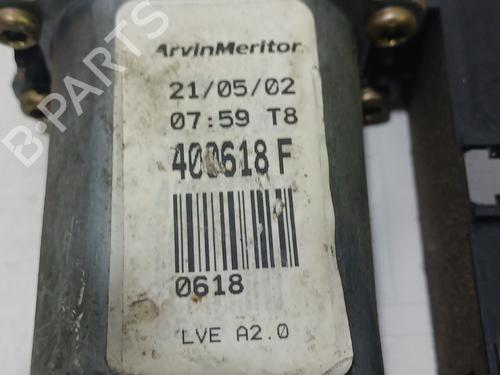 ArvinMeritor
21/05/02
07:59 T8
400618 F
0618
LVE A2.0
B-PARTS